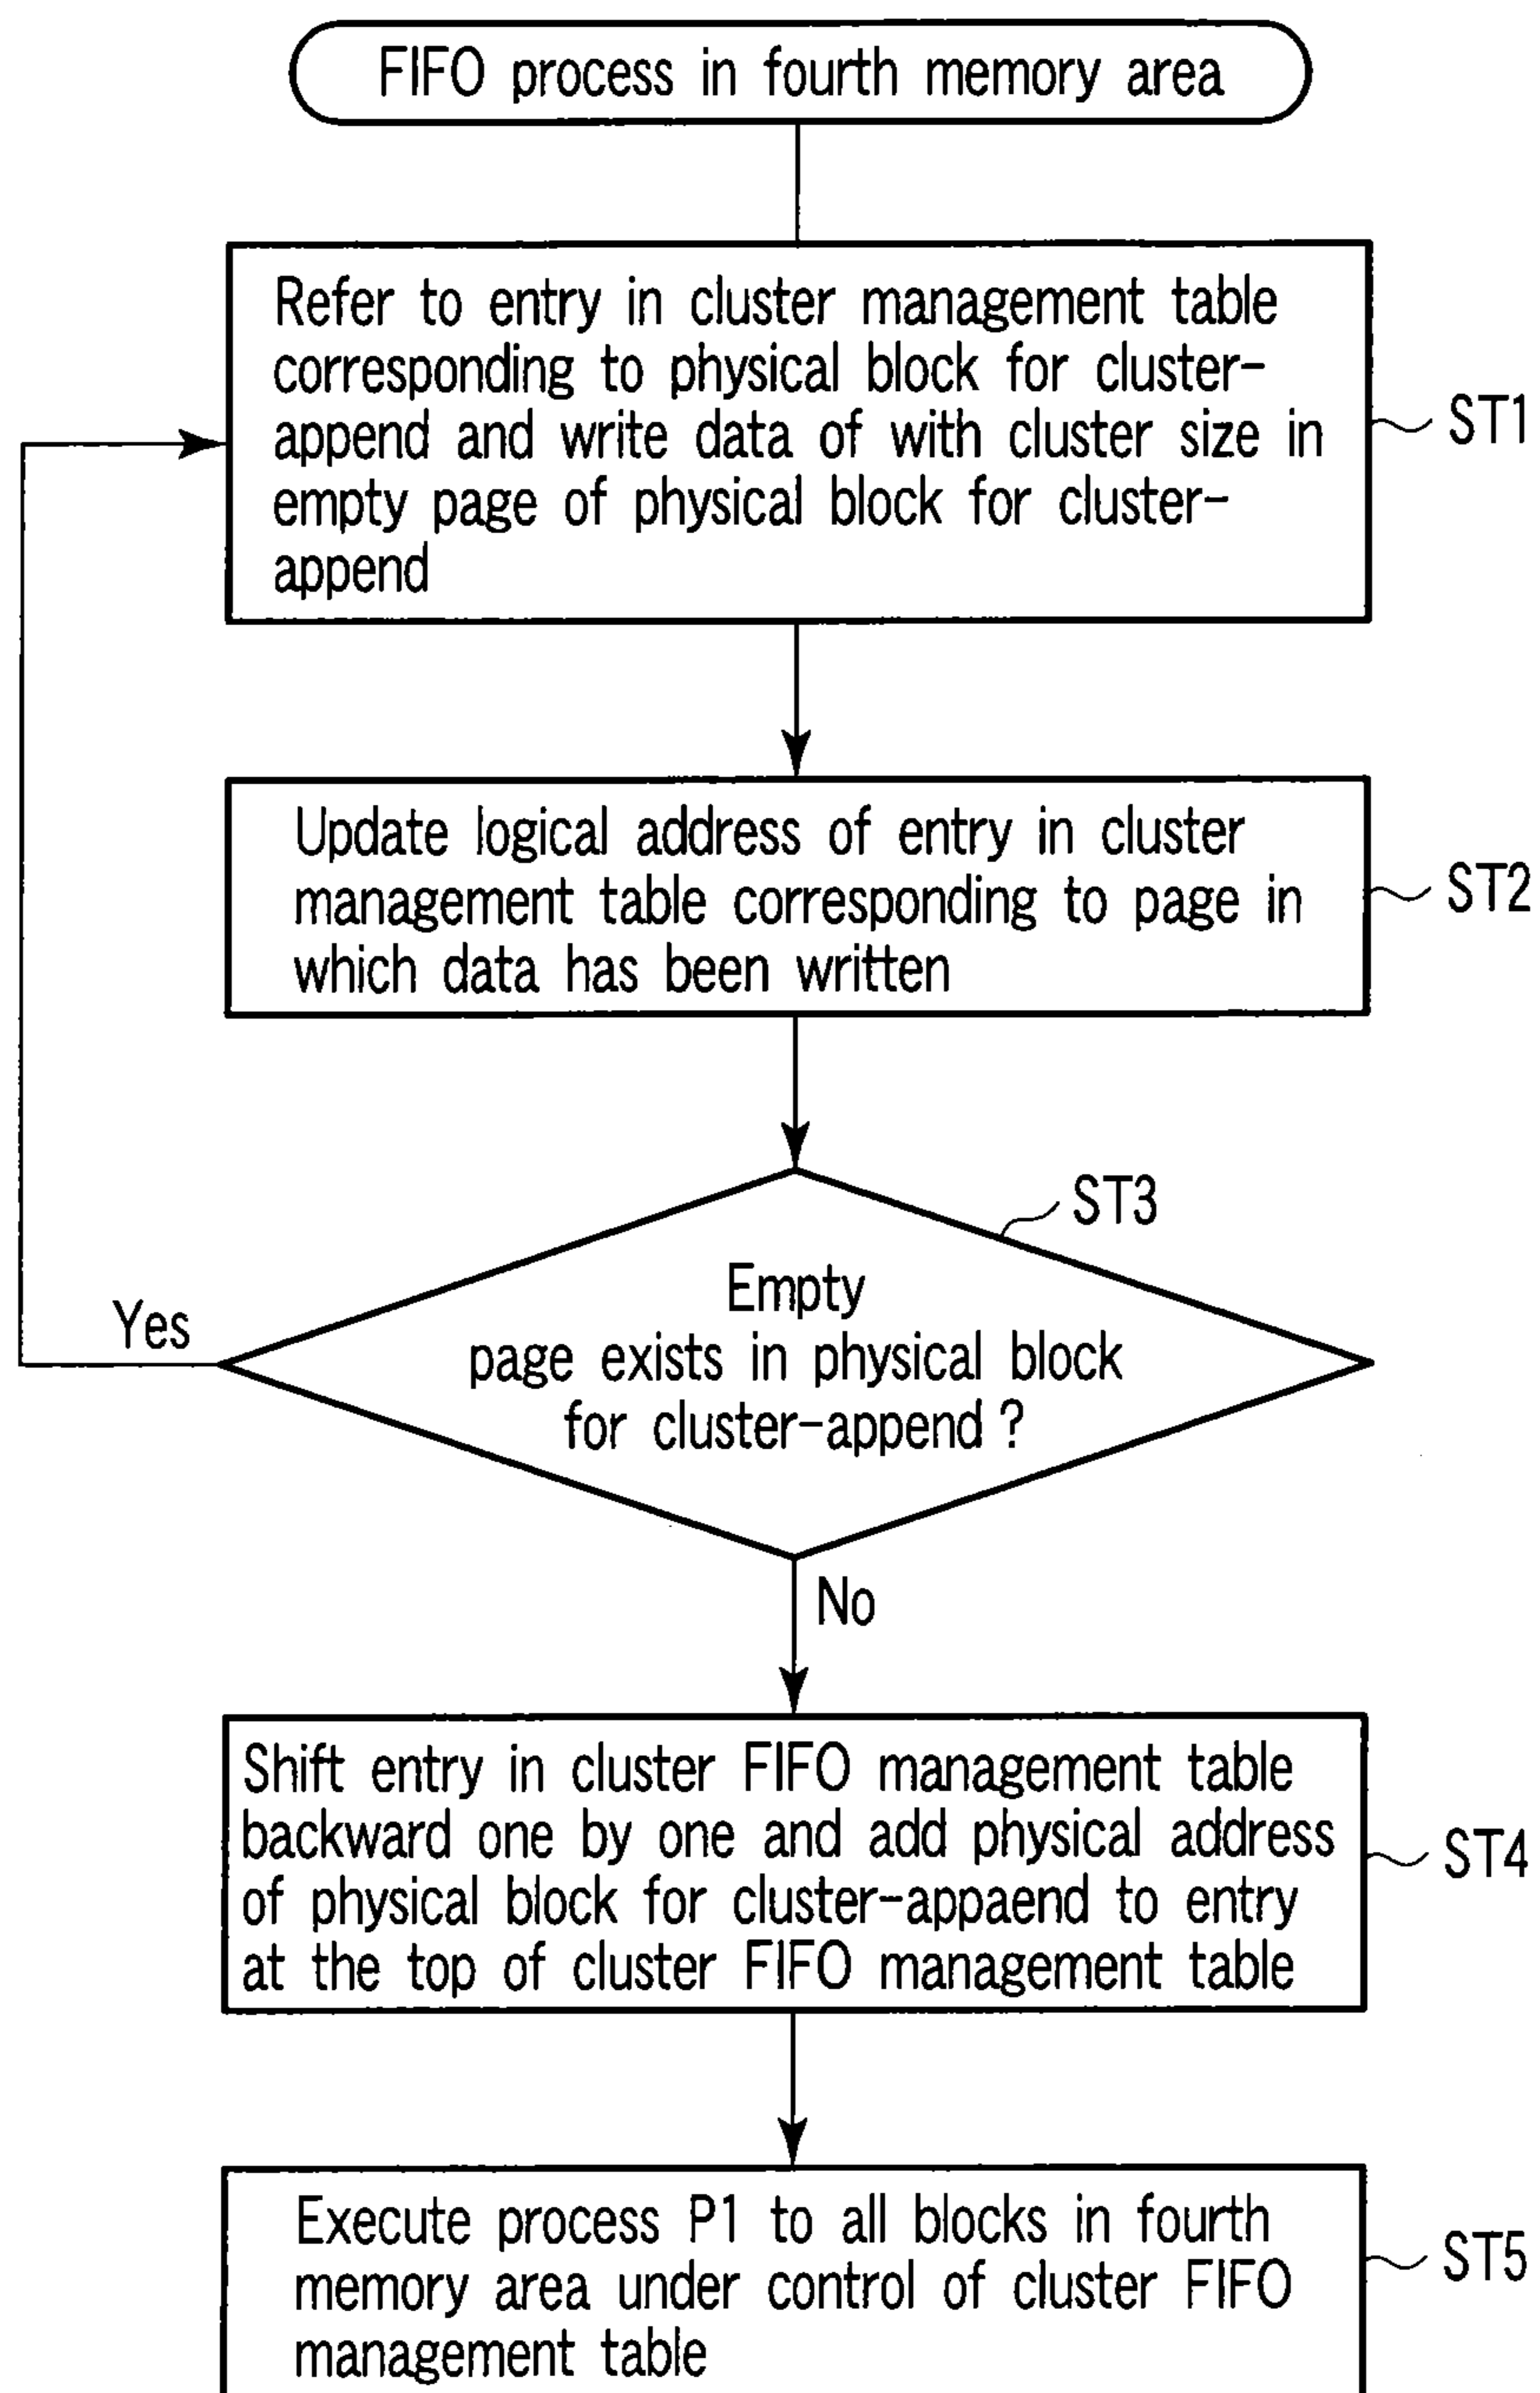 FIFO process in fourth memory area
Refer to entry in cluster management table
corresponding to physical block for cluster-
append and write data of with cluster size in
empty page of physical block for cluster-
append
ST1
Update logical address of entry in cluster
management table corresponding to page in
which data has been written
ST2
ST3
Empty
page exists in physical block
for cluster-append ?
Yes
No
Shift entry in cluster FIFO management table
backward one by one and add physical address
of physical block for cluster-appaend to entry
at the top of cluster FIFO management table
ST4
Execute process P1 to all blocks in fourth
memory area under control of cluster FIFO
management table
ST5